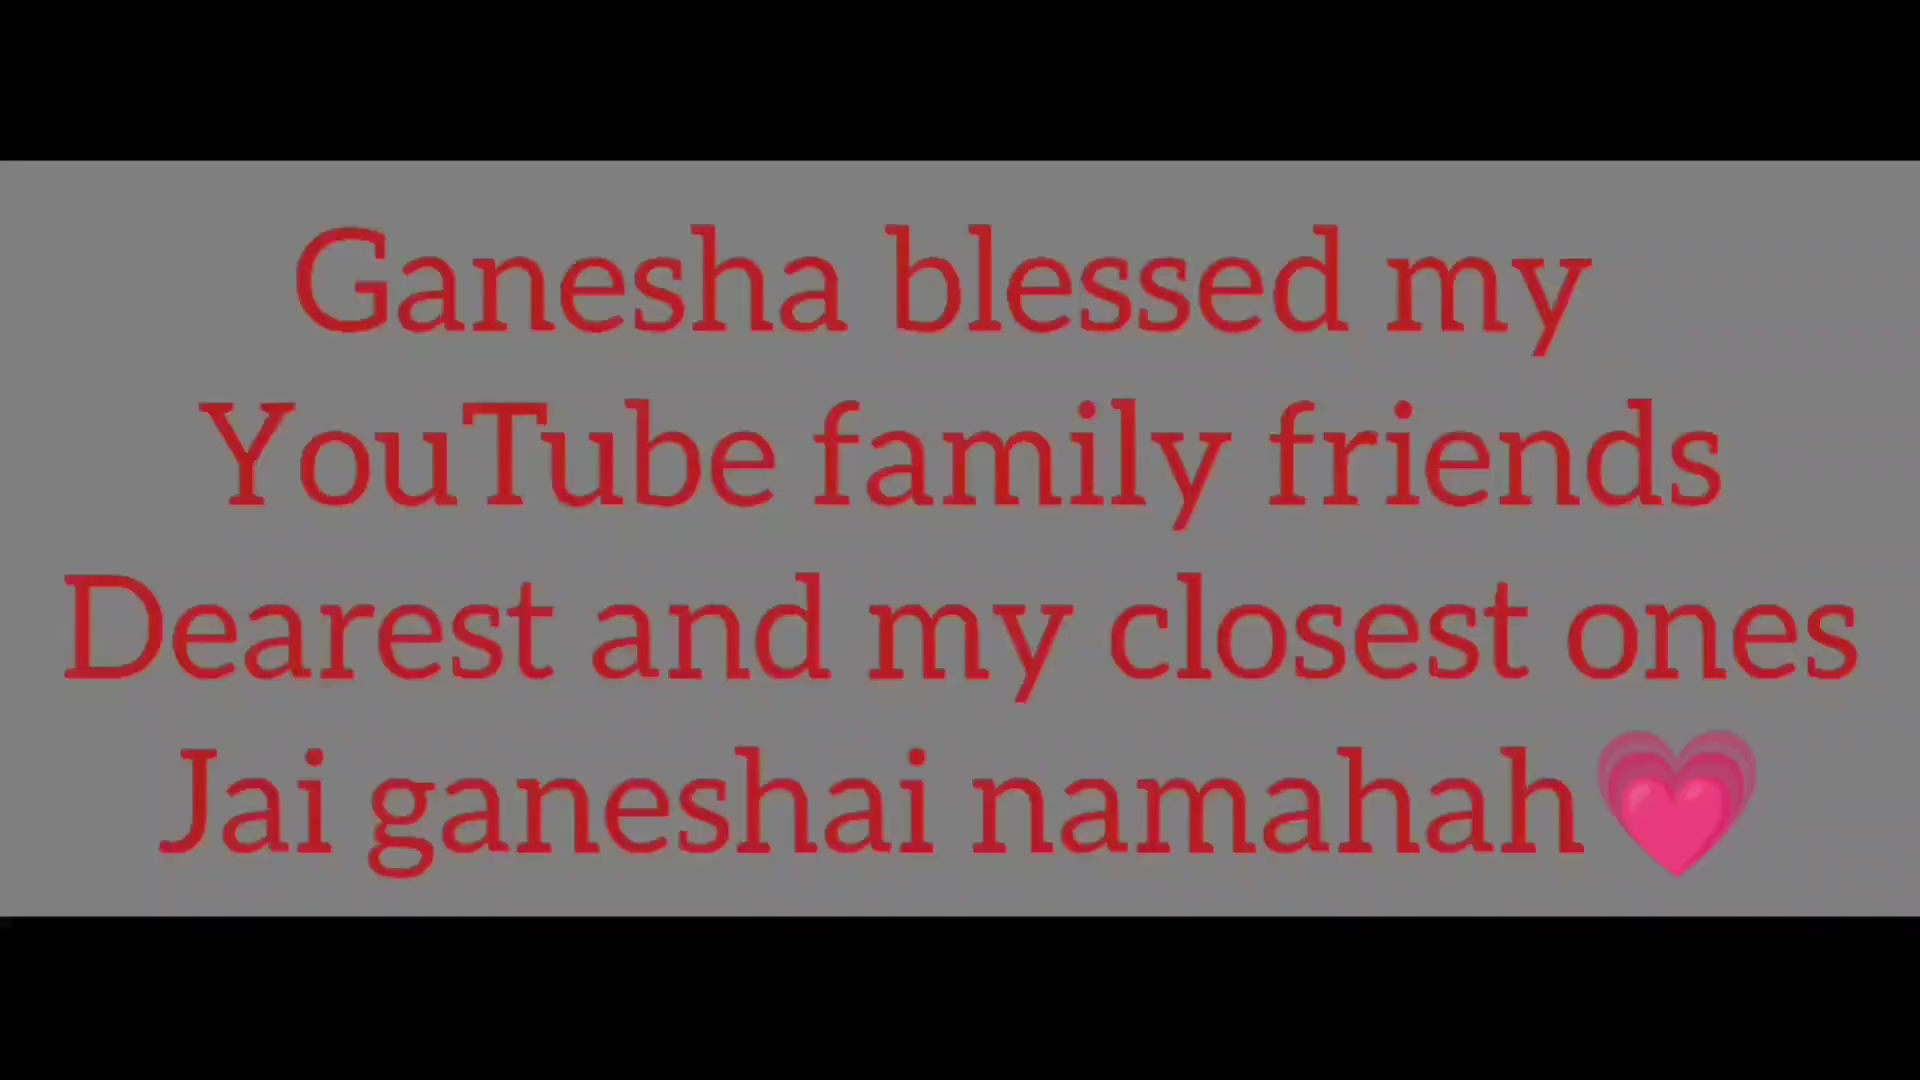 Ganesha blessed my
YouTube family friends
Dearest and my closest ones
Jai ganeshai namahah💗